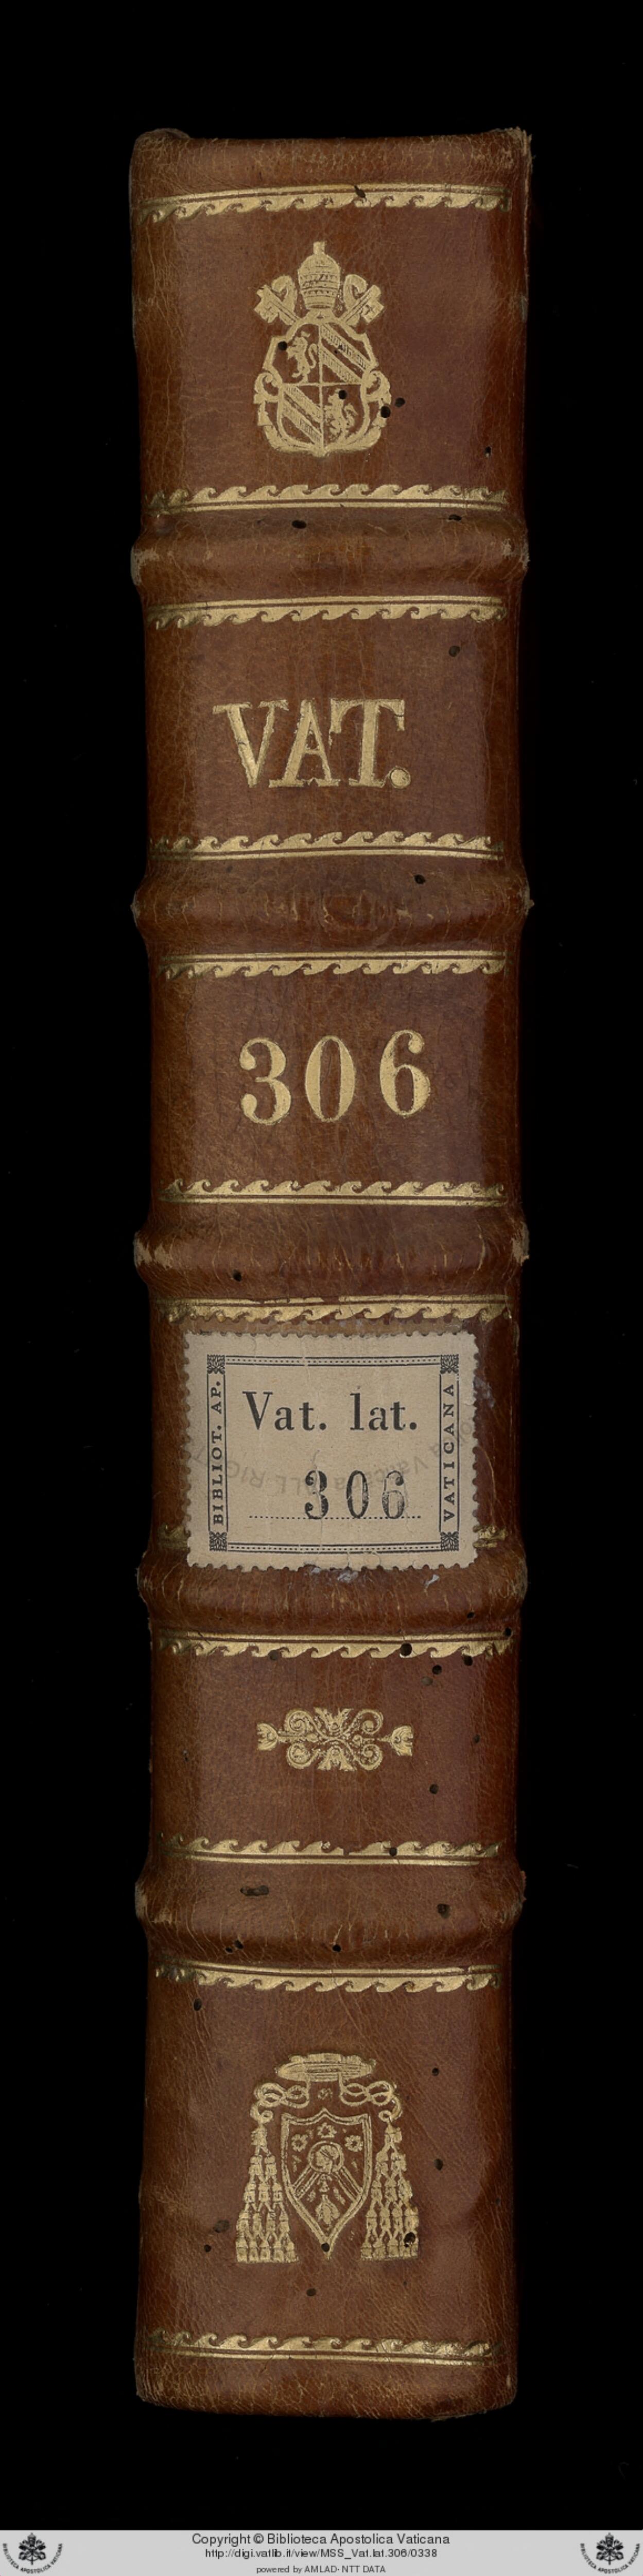 VAT.
306
BIBLIOT. AP.
Vat. lat.
306
VATICANA
Copyright © Biblioteca Apostolica Vaticana
http://digi.vatlib.it/view/MSS_Vat.lat.306/0338
powered by AMLAD- NTT DATA